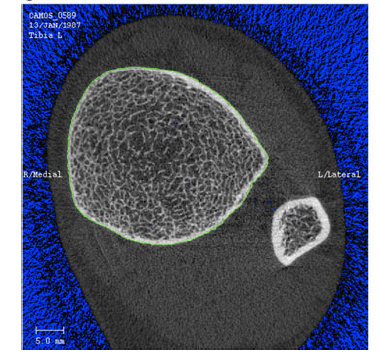 CAMOS_0589
13/JAN/1987
Tibia L
R/Medial
L/Lateral
5.0 mm